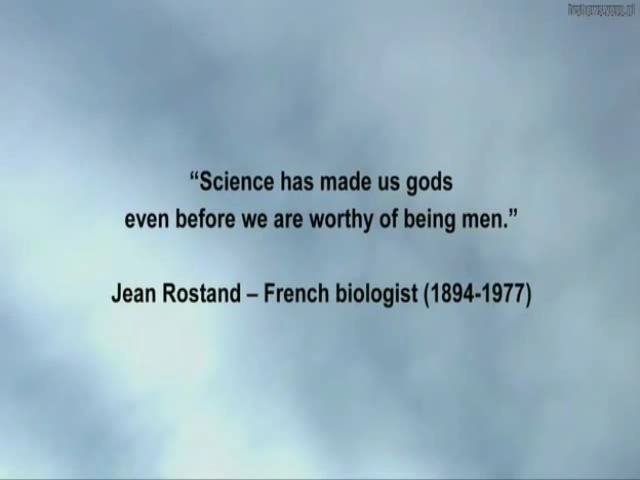 “Science has made us gods
even before we are worthy of being men.”
Jean Rostand – French biologist (1894-1977)